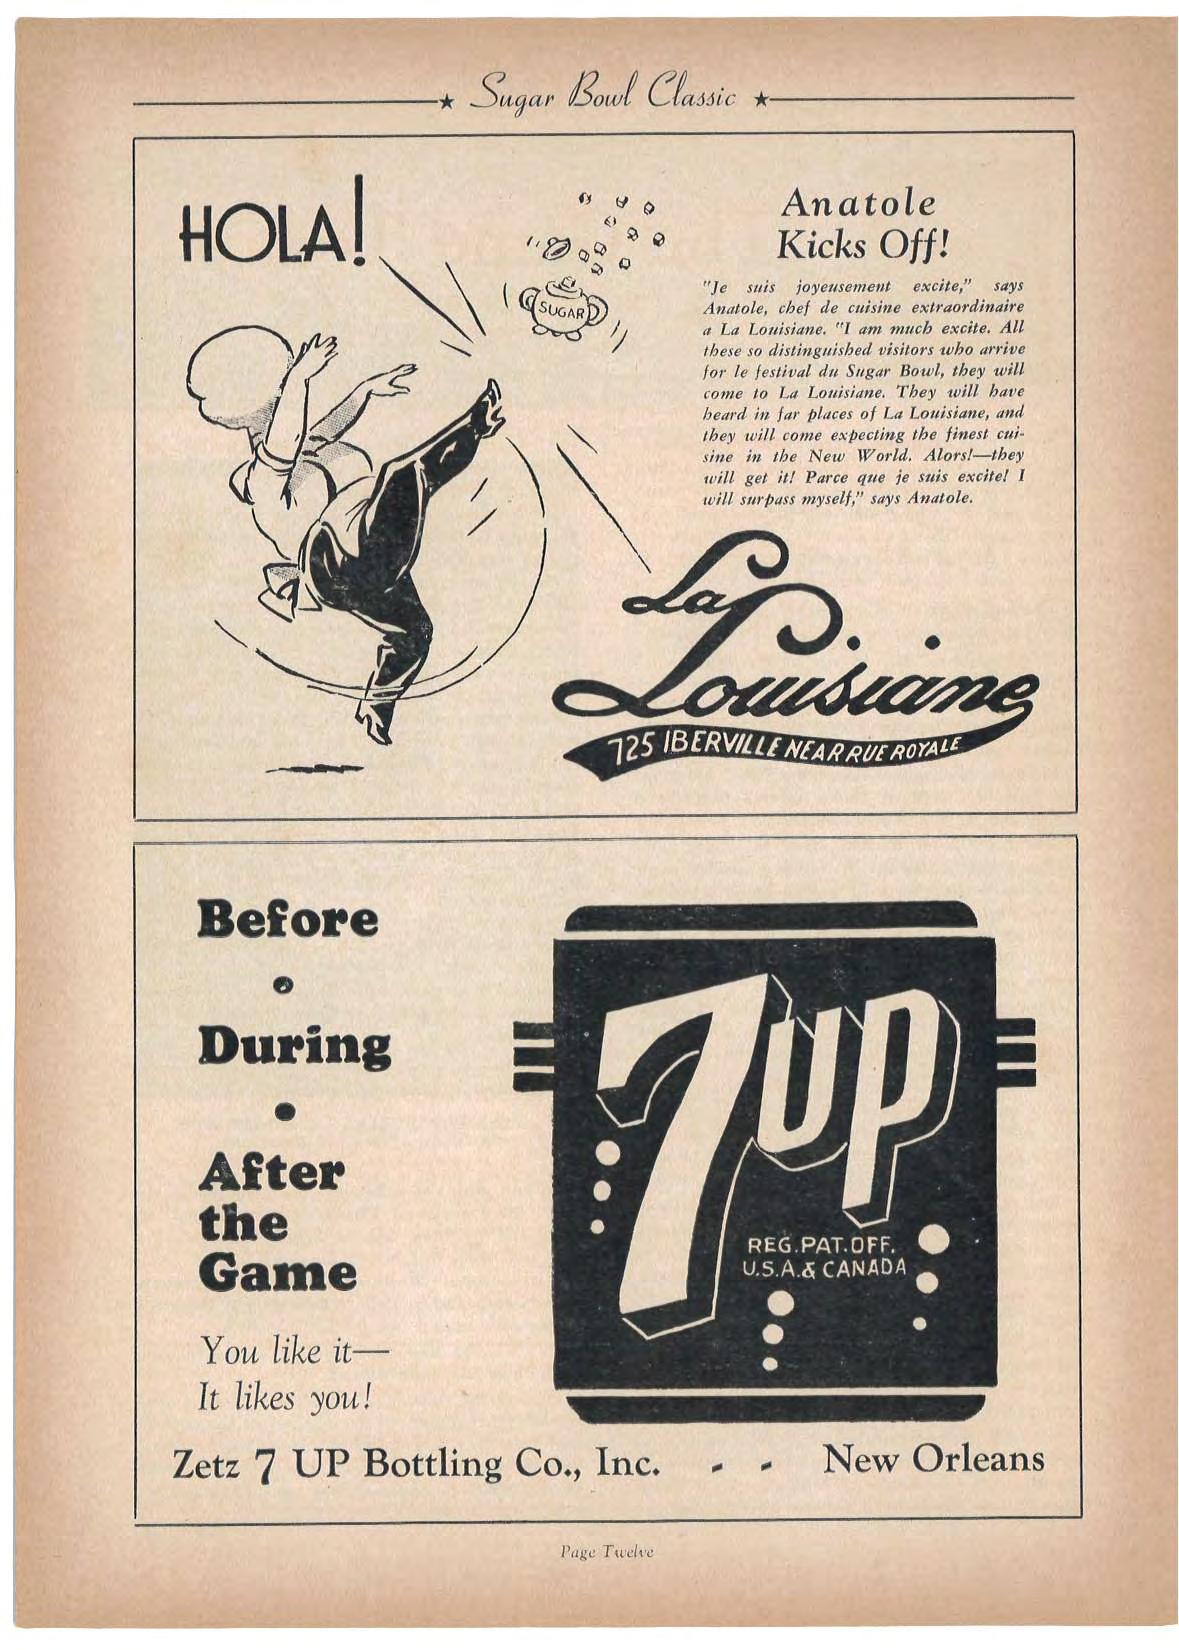 Sugar Bowl Classic
HOLA!
SUGAR
Anatole
Kicks Off!
"Je suis joyeusement excite," says
Anatole, chef de cuisine extraordinaire
a La Louisiane. "I am much excite. All
these so distinguished visitors who arrive
for le festival du Sugar Bowl, they will
come to La Louisiane. They will have
heard in far places of La Louisiane, and
they will come expecting the finest cui-
sine in the New World. Alors!—they
will get it! Parce que je suis excite! I
will surpass myself," says Anatole.
La
Louisiane
725 IBERVILLE NEAR RUE ROYALE
Before
During
After
the
Game
You like it—
It likes you!
7 UP
REG. PAT. OFF.
U.S.A. & CANADA
Zetz 7 UP Bottling Co., Inc. - - New Orleans
Page Twelve